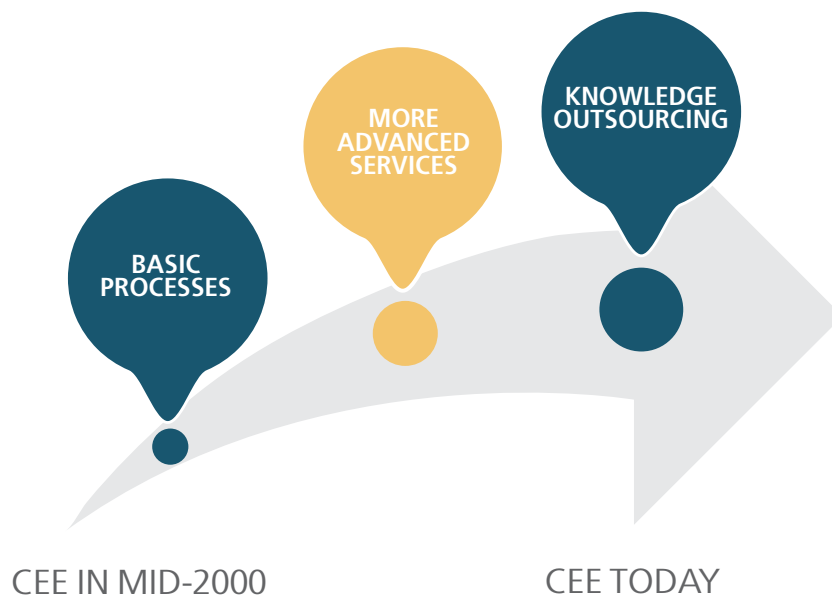 KNOWLEDGE
OUTSOURCING
MORE
ADVANCED
SERVICES
BASIC
PROCESSES
CEE IN MID-2000
CEE TODAY